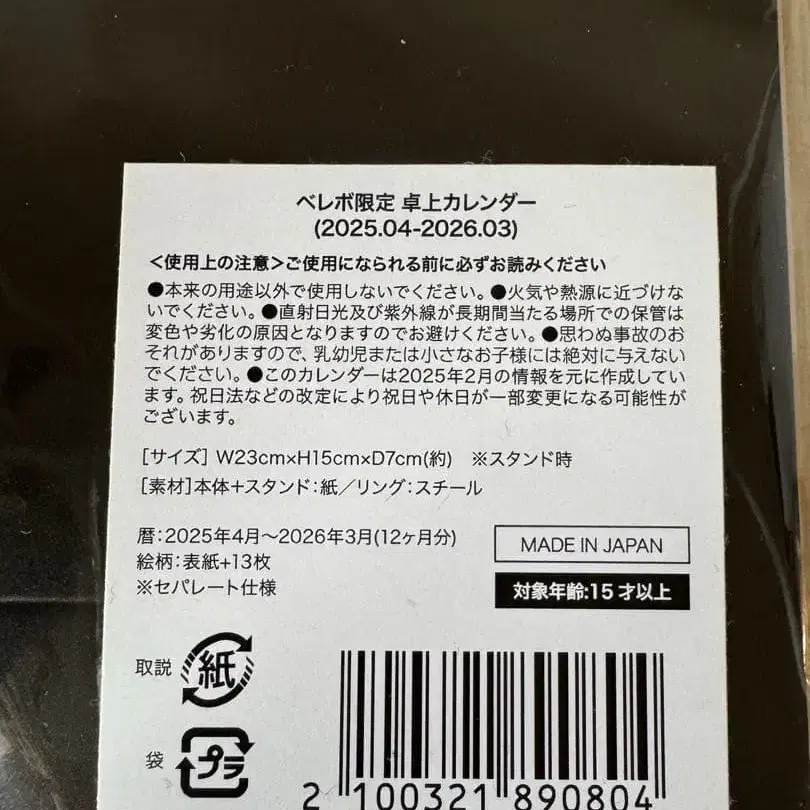 ベレボ限定 卓上カレンダー
(2025.04-2026.03)
<使用上の注意>ご使用になられる前に必ずお読みください
●本来の用途以外で使用しないでください。●火気や熱源に近づけな
いでください。●直射日光及び紫外線が長期間当たる場所での保管は
変色や劣化の原因となりますのでお避けください。●思わぬ事故のお
それがありますので、乳幼児または小さなお子様には絶対に与えない
でください。●このカレンダーは2025年2月の情報を元に作成してい
ます。祝日法などの改定により祝日や休日が一部変更になる可能性が
ございます。
[サイズ] W23cm×H15cm×D7cm(約) ※スタンド時
[素材]本体+スタンド:紙/リング:スチール
暦:2025年4月〜2026年3月(12ヶ月分)
絵柄:表紙+13枚
※セパレート仕様
MADE IN JAPAN
対象年齢:15才以上
取説 紙
袋 プラ
2 100321 890804